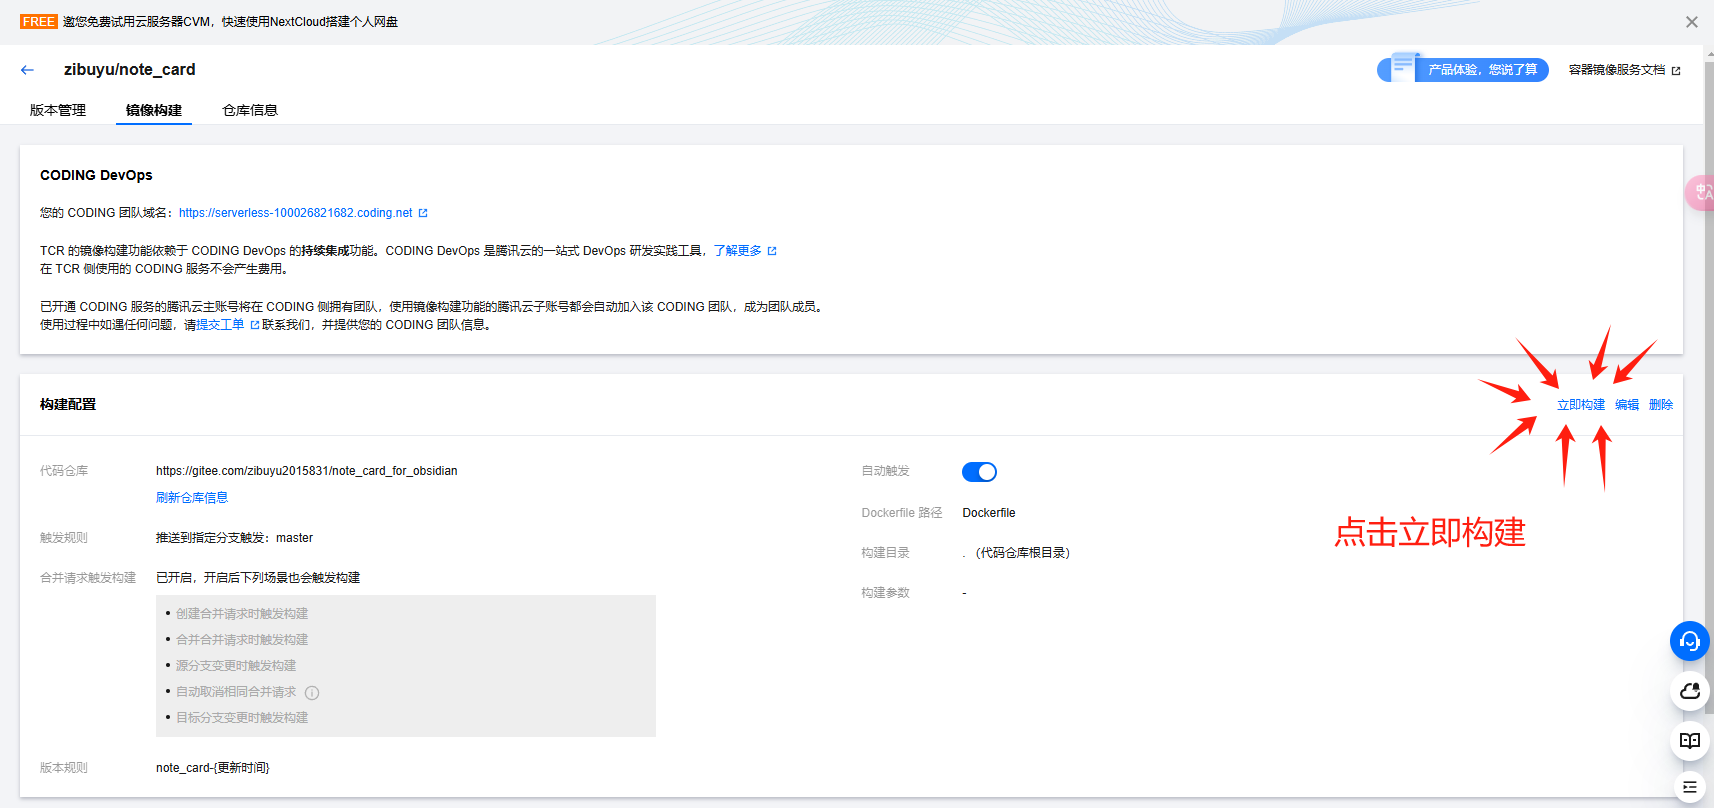 FREE 邀您免费试用云服务器CVM，快速使用NextCloud搭建个人网盘
zibuyu/note_card
产品体验，您说了算
容器镜像服务文档
版本管理 镜像构建 仓库信息
CODING DevOps
您的 CODING 团队域名：https://serverless-100026821682.coding.net
TCR 的镜像构建功能依赖于 CODING DevOps 的持续集成功能。CODING DevOps 是腾讯云的一站式 DevOps 研发实践工具，了解更多
在 TCR 侧使用的 CODING 服务不会产生费用。
已开通 CODING 服务的腾讯云主账号将在 CODING 侧拥有团队，使用镜像构建功能的腾讯云子账号都会自动加入该 CODING 团队，成为团队成员。
使用过程中如遇任何问题，请提交工单 联系我们，并提供您的 CODING 团队信息。
构建配置
立即构建 编辑 删除
代码仓库 https://gitee.com/zibuyu2015831/note_card_for_obsidian
刷新仓库信息
触发规则 推送到指定分支触发：master
合并请求触发构建 已开启，开启后下列场景也会触发构建
• 创建合并请求时触发构建
• 合并合并请求时触发构建
• 源分支变更时触发构建
• 自动取消相同合并请求
• 目标分支变更时触发构建
版本规则 note_card-{更新时间}
自动触发
Dockerfile 路径 Dockerfile
构建目录 . （代码仓库根目录）
构建参数 -
点击立即构建
中
A